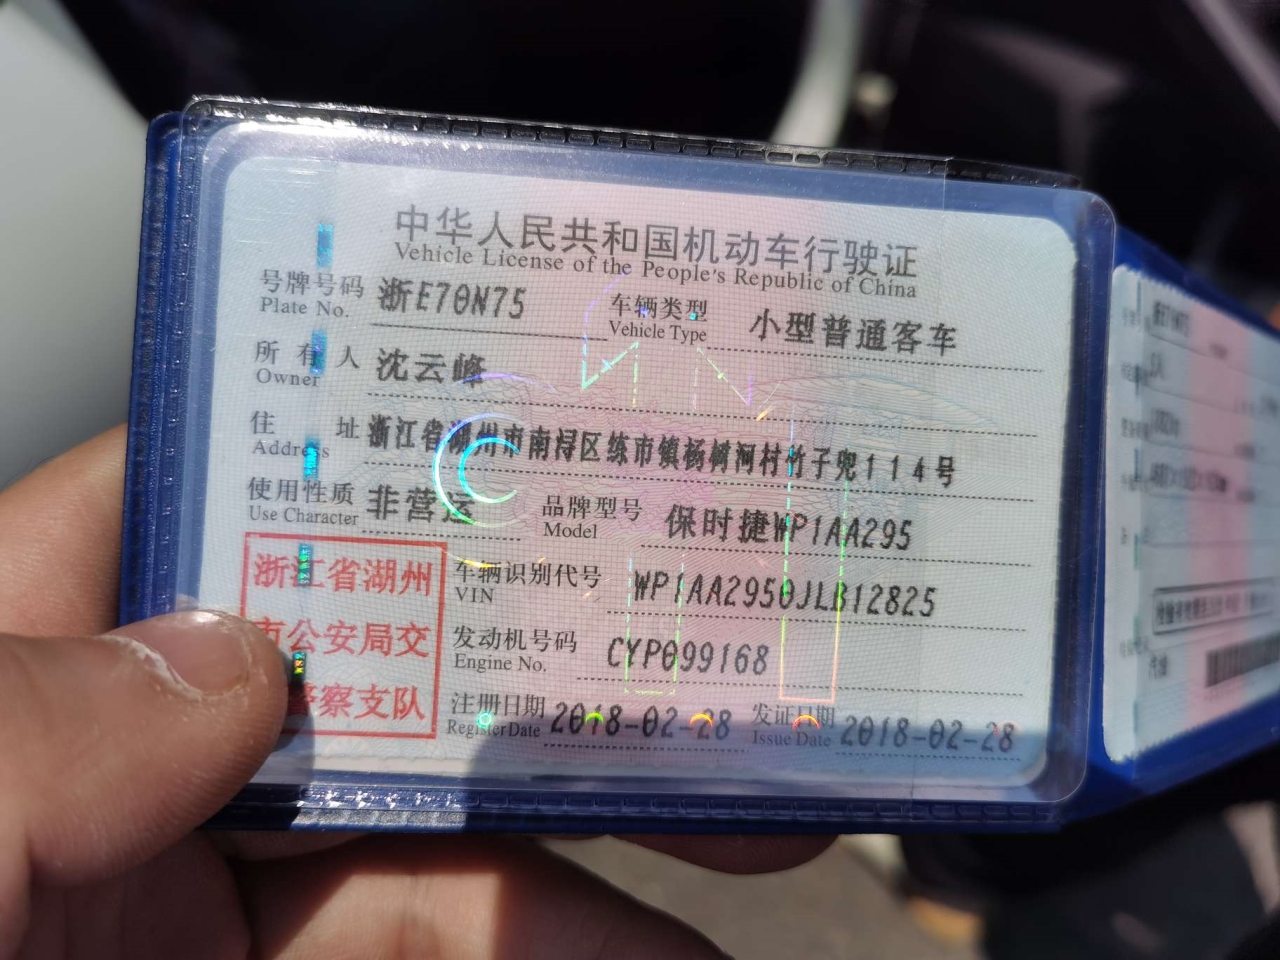 中华人民共和国机动车行驶证
Vehicle License of the People's Republic of China
号牌号码 浙E70N75 车辆类型 小型普通客车
Plate No. Vehicle Type
所有人 沈云峰
Owner
住址 浙江省湖州市南浔区练市镇杨树河村竹子兜114号
Address
使用性质 非营运 品牌型号 保时捷WP1AA295
Use Character Model
浙江省湖州
市公安局交
警察支队
车辆识别代号 WP1AA2950JLB12825
VIN
发动机号码 CYP099168
Engine No.
注册日期 2018-02-28 发证日期 2018-02-28
Register Date Issue Date